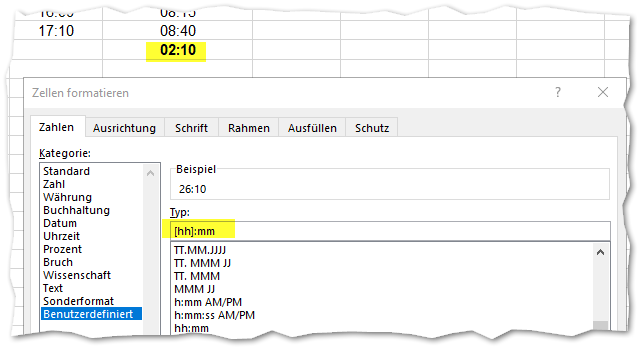 17:10 08:40
02:10
Zellen formatieren ?
Zahlen Ausrichtung Schrift Rahmen Ausfüllen Schutz
Kategorie:
Standard
Zahl
Währung
Buchhaltung
Datum
Uhrzeit
Prozent
Bruch
Wissenschaft
Text
Sonderformat
Benutzerdefiniert
Beispiel
26:10
Typ:
[hh]:mm
TT.MM.JJJJ
TT. MMM JJ
TT. MMM
MMM JJ
h:mm AM/PM
h:mm:ss AM/PM
hh:mm